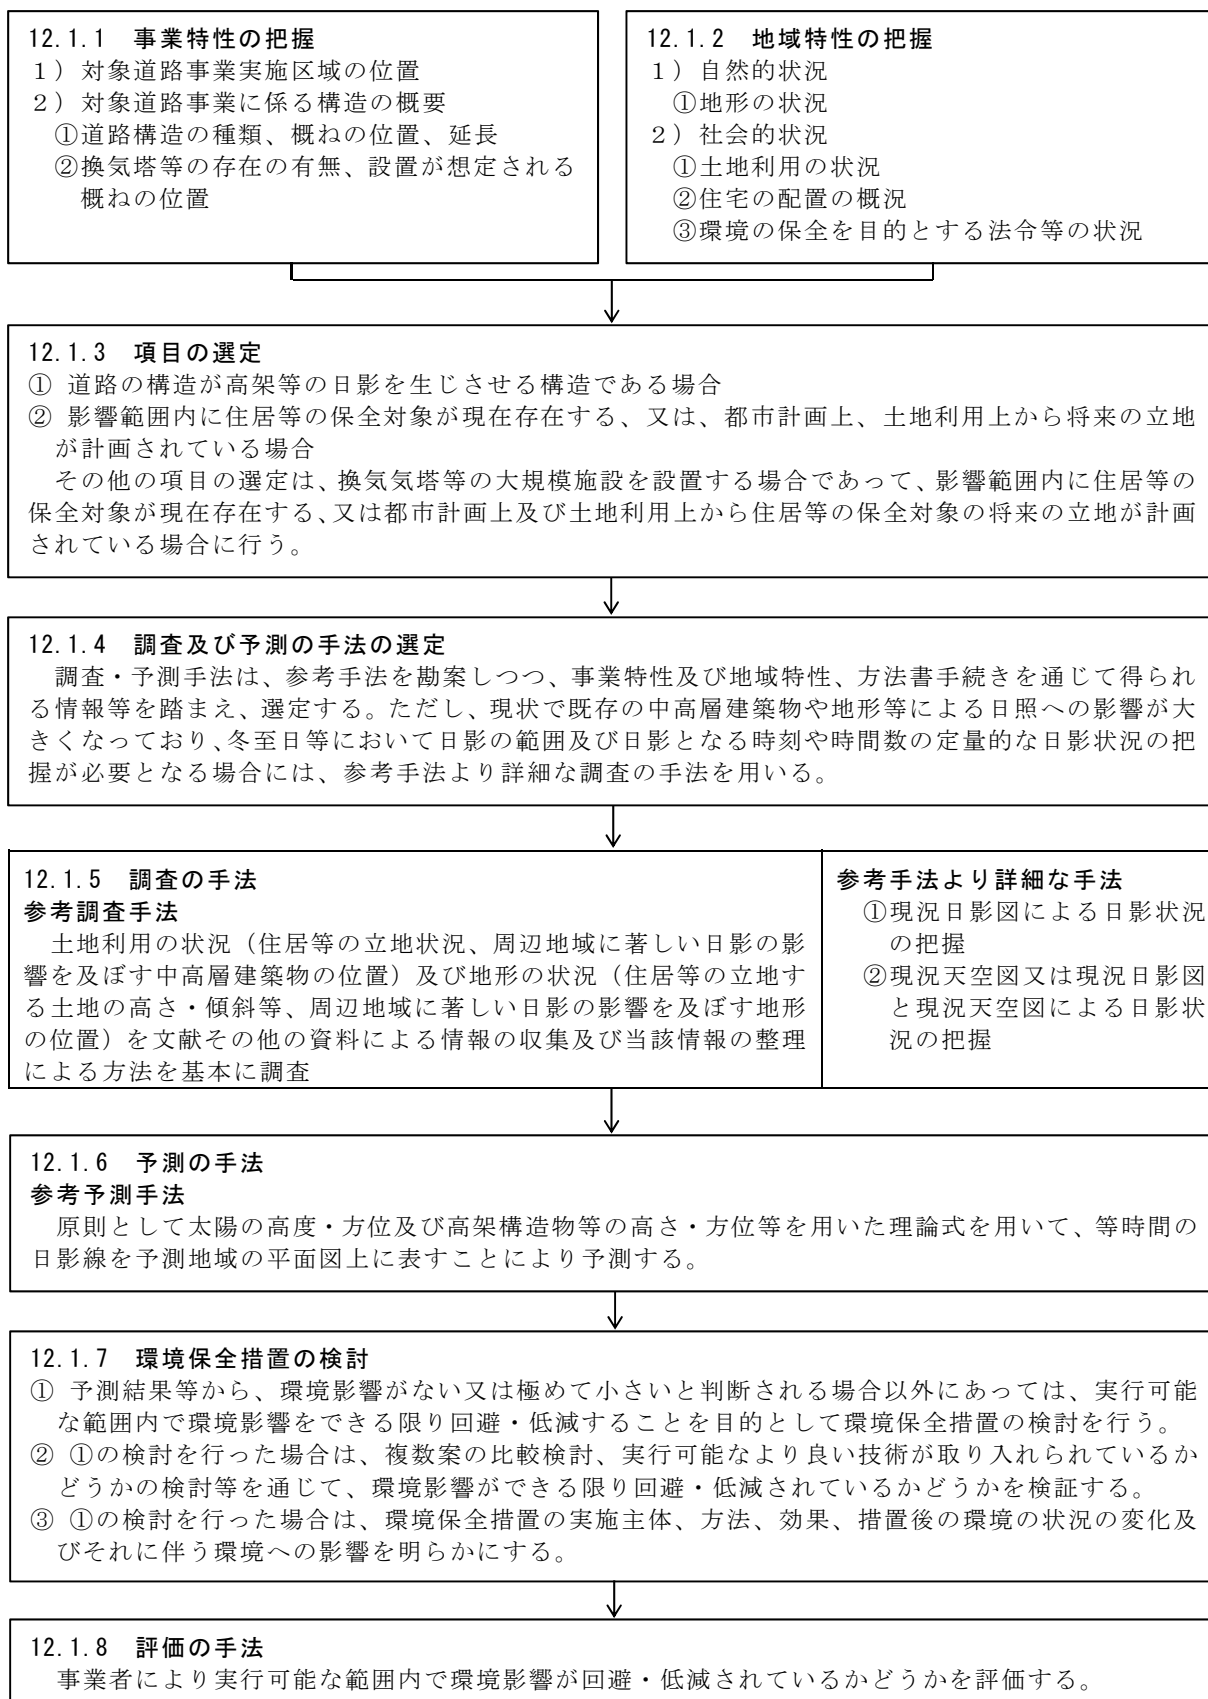 12.1.1 事業特性の把握
1)対象道路事業実施区域の位置
2)対象道路事業に係る構造の概要
①道路構造の種類、概ねの位置、延長
②換気塔等の存在の有無、設置が想定される
概ねの位置
12.1.2 地域特性の把握
1)自然的状況
①地形の状況
2)社会的状況
①土地利用の状況
②住宅の配置の概況
③環境の保全を目的とする法令等の状況
12.1.3 項目の選定
① 道路の構造が高架等の日影を生じさせる構造である場合
② 影響範囲内に住居等の保全対象が現在存在する、又は、都市計画上、土地利用上から将来の立地
が計画されている場合
その他の項目の選定は、換気気塔等の大規模施設を設置する場合であって、影響範囲内に住居等の
保全対象が現在存在する、又は都市計画上及び土地利用上から住居等の保全対象の将来の立地が計画
されている場合に行う。
12.1.4 調査及び予測の手法の選定
調査・予測手法は、参考手法を勘案しつつ、事業特性及び地域特性、方法書手続きを通じて得られ
る情報等を踏まえ、選定する。ただし、現状で既存の中高層建築物や地形等による日照への影響が大
きくなっており、冬至日等において日影の範囲及び日影となる時刻や時間数の定量的な日影状況の把
握が必要となる場合には、参考手法より詳細な調査の手法を用いる。
12.1.5 調査の手法
参考調査手法
土地利用の状況(住居等の立地状況、周辺地域に著しい日影の影
響を及ぼす中高層建築物の位置)及び地形の状況(住居等の立地す
る土地の高さ・傾斜等、周辺地域に著しい日影の影響を及ぼす地形
の位置)を文献その他の資料による情報の収集及び当該情報の整理
による方法を基本に調査
参考手法より詳細な手法
①現況日影図による日影状況
の把握
②現況天空図又は現況日影図
と現況天空図による日影状
況の把握
12.1.6 予測の手法
参考予測手法
原則として太陽の高度・方位及び高架構造物等の高さ・方位等を用いた理論式を用いて、等時間の
日影線を予測地域の平面図上に表すことにより予測する。
12.1.7 環境保全措置の検討
① 予測結果等から、環境影響がない又は極めて小さいと判断される場合以外にあっては、実行可能
な範囲内で環境影響をできる限り回避・低減することを目的として環境保全措置の検討を行う。
② ①の検討を行った場合は、複数案の比較検討、実行可能なより良い技術が取り入れられているか
どうかの検討等を通じて、環境影響ができる限り回避・低減されているかどうかを検証する。
③ ①の検討を行った場合は、環境保全措置の実施主体、方法、効果、措置後の環境の状況の変化及
びそれに伴う環境への影響を明らかにする。
12.1.8 評価の手法
事業者により実行可能な範囲内で環境影響が回避・低減されているかどうかを評価する。